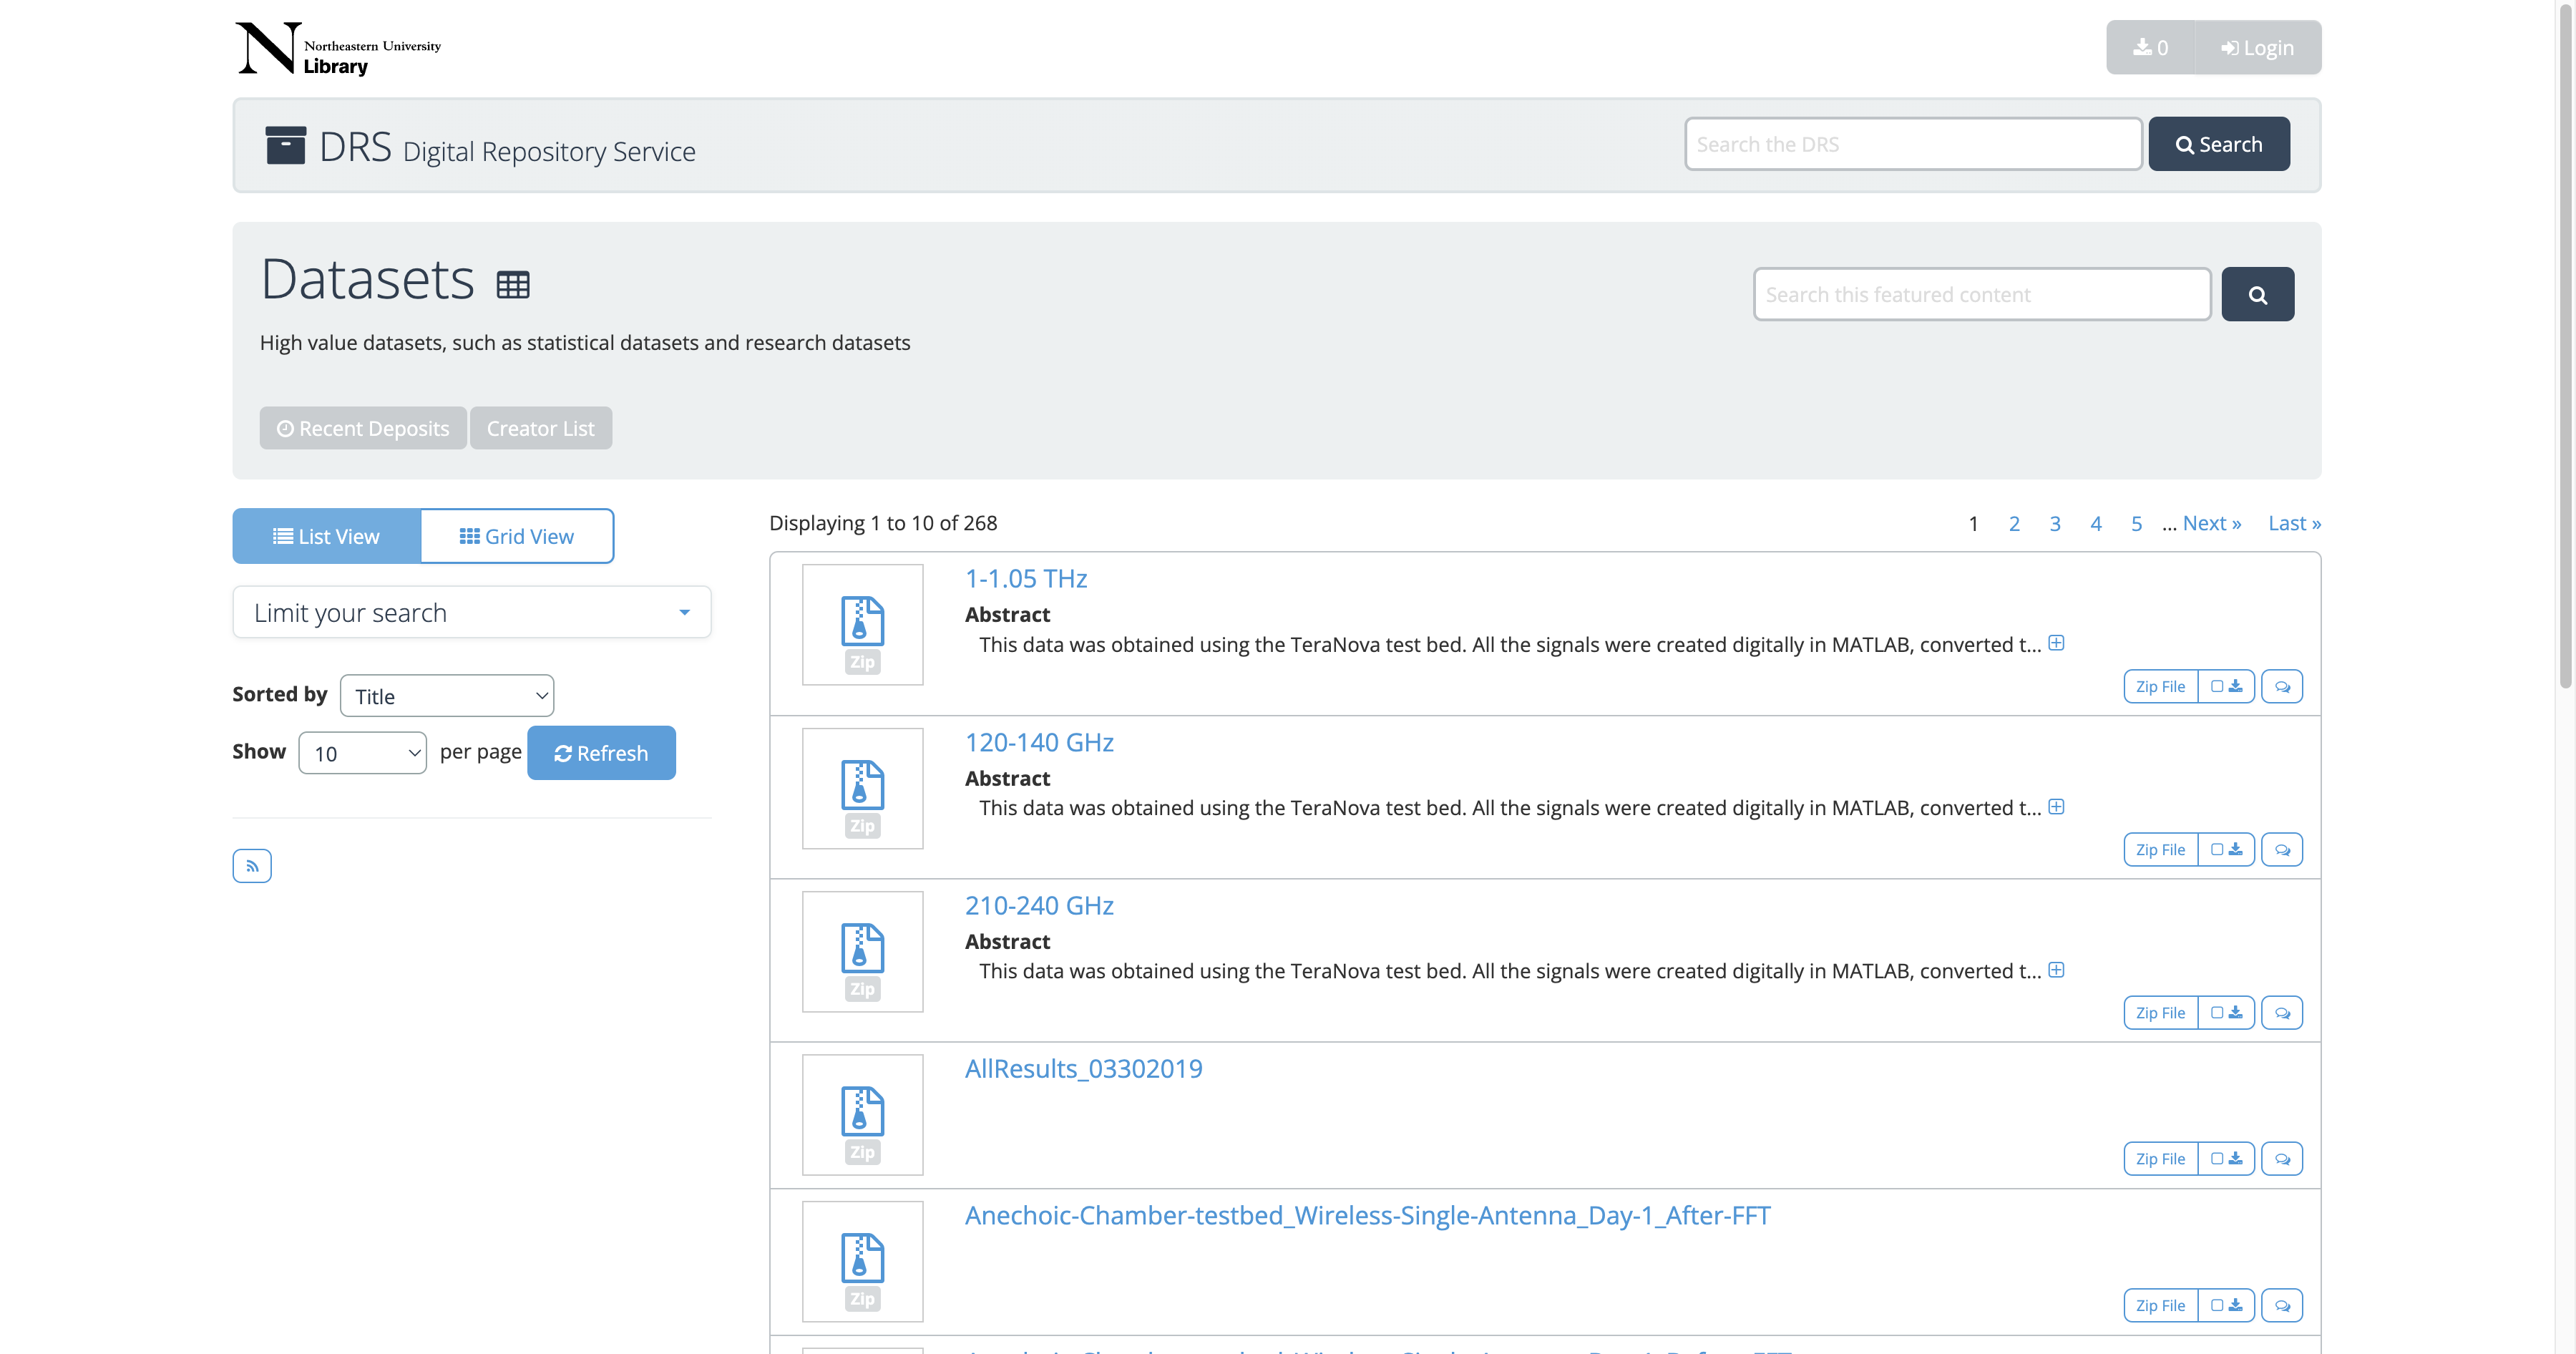 Northeastern University
Library
0 Login
DRS Digital Repository Service
Search the DRS
Search
Datasets
Search this featured content
High value datasets, such as statistical datasets and research datasets
Recent Deposits Creator List
List View Grid View
Limit your search
Sorted by Title
Show 10 per page Refresh
Displaying 1 to 10 of 268
1 2 3 4 5 ... Next » Last »
1-1.05 THz
Abstract
This data was obtained using the TeraNova test bed. All the signals were created digitally in MATLAB, converted t...
Zip
Zip File
120-140 GHz
Abstract
This data was obtained using the TeraNova test bed. All the signals were created digitally in MATLAB, converted t...
Zip
Zip File
210-240 GHz
Abstract
This data was obtained using the TeraNova test bed. All the signals were created digitally in MATLAB, converted t...
Zip
Zip File
AllResults_03302019
Zip
Zip File
Anechoic-Chamber-testbed_Wireless-Single-Antenna_Day-1_After-FFT
Zip
Zip File